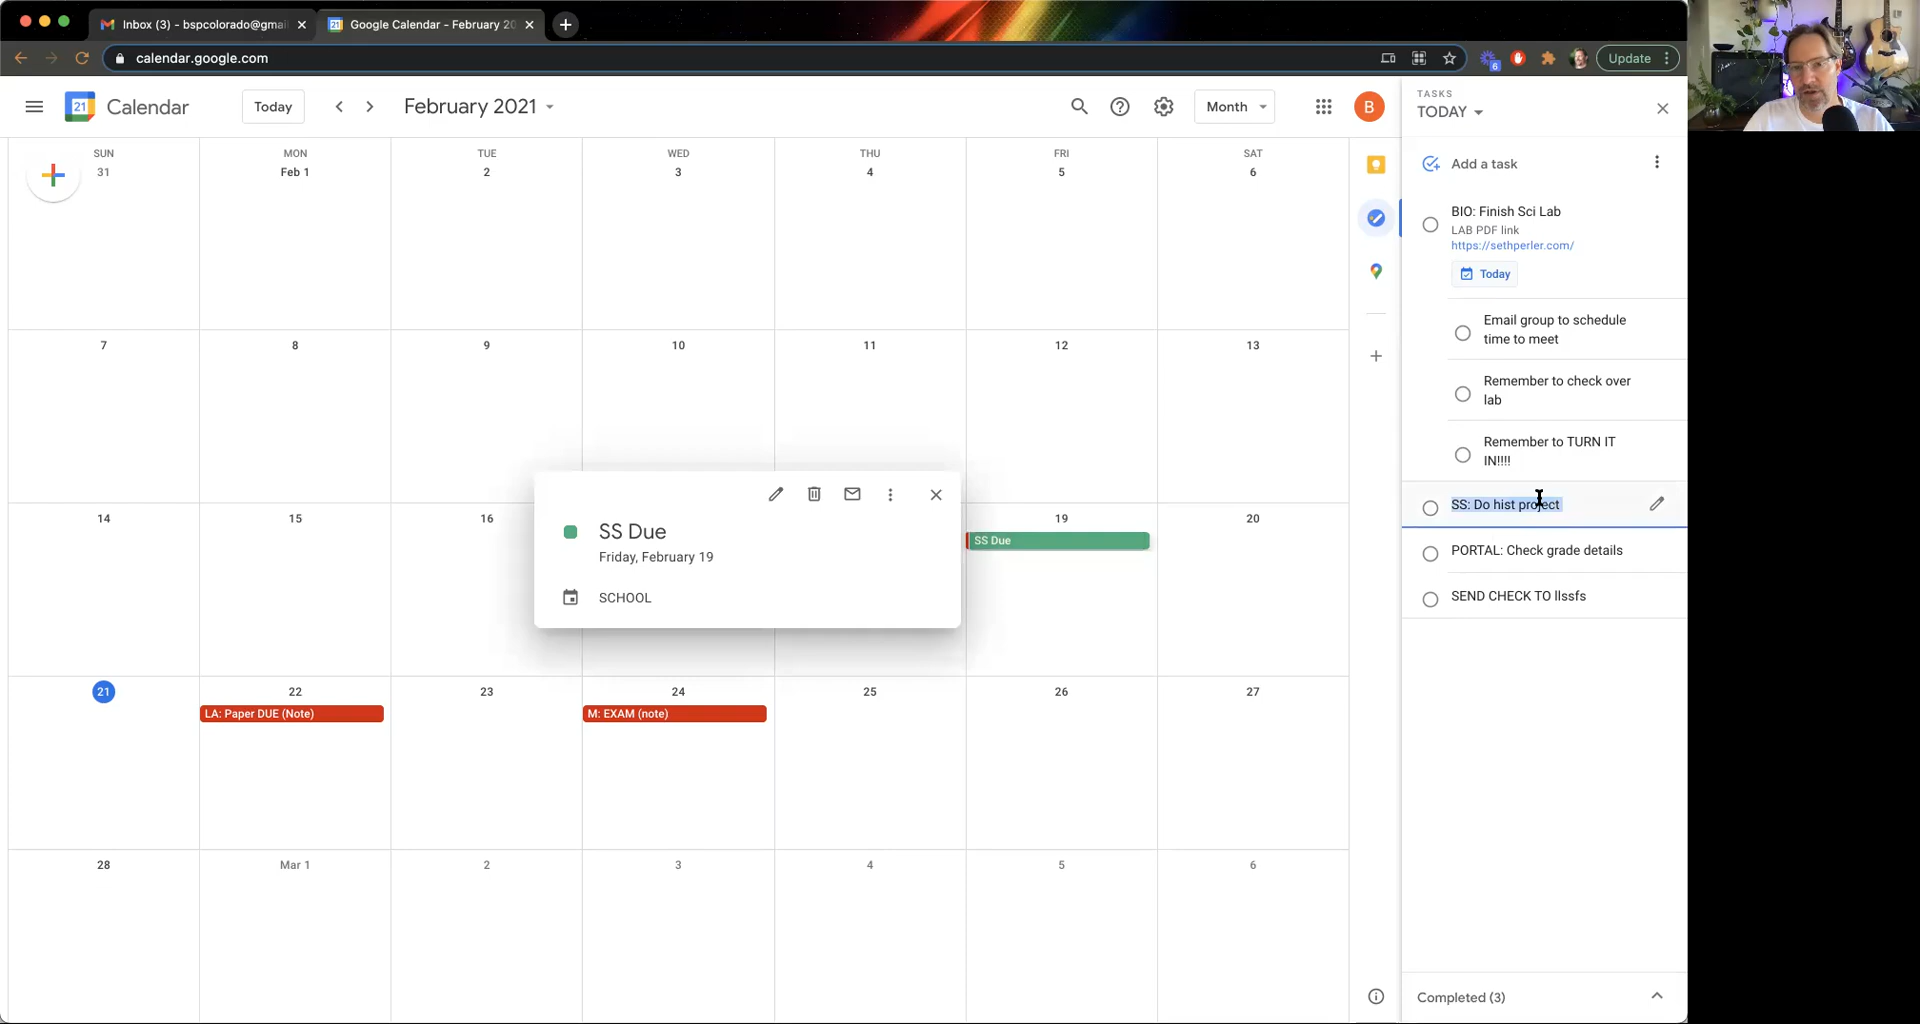 Inbox (3) - bspcolorado@gmai
Google Calendar - February 20
calendar.google.com
6
Update
21
Calendar
Today
February 2021
Month
B
TASKS
TODAY
SUN
MON
TUE
WED
THU
FRI
SAT
31
Feb 1
2
3
4
5
6
7
8
9
10
11
12
13
14
15
16
19
20
SS Due
SS Due
Friday, February 19
SCHOOL
21
22
23
24
25
26
27
LA: Paper DUE (Note)
M: EXAM (note)
28
Mar 1
2
3
4
5
6
Add a task
BIO: Finish Sci Lab
LAB PDF link
https://sethperler.com/
Today
Email group to schedule
time to meet
Remember to check over
lab
Remember to TURN IT
IN!!!!
SS: Do hist project
PORTAL: Check grade details
SEND CHECK TO llssfs
Completed (3)